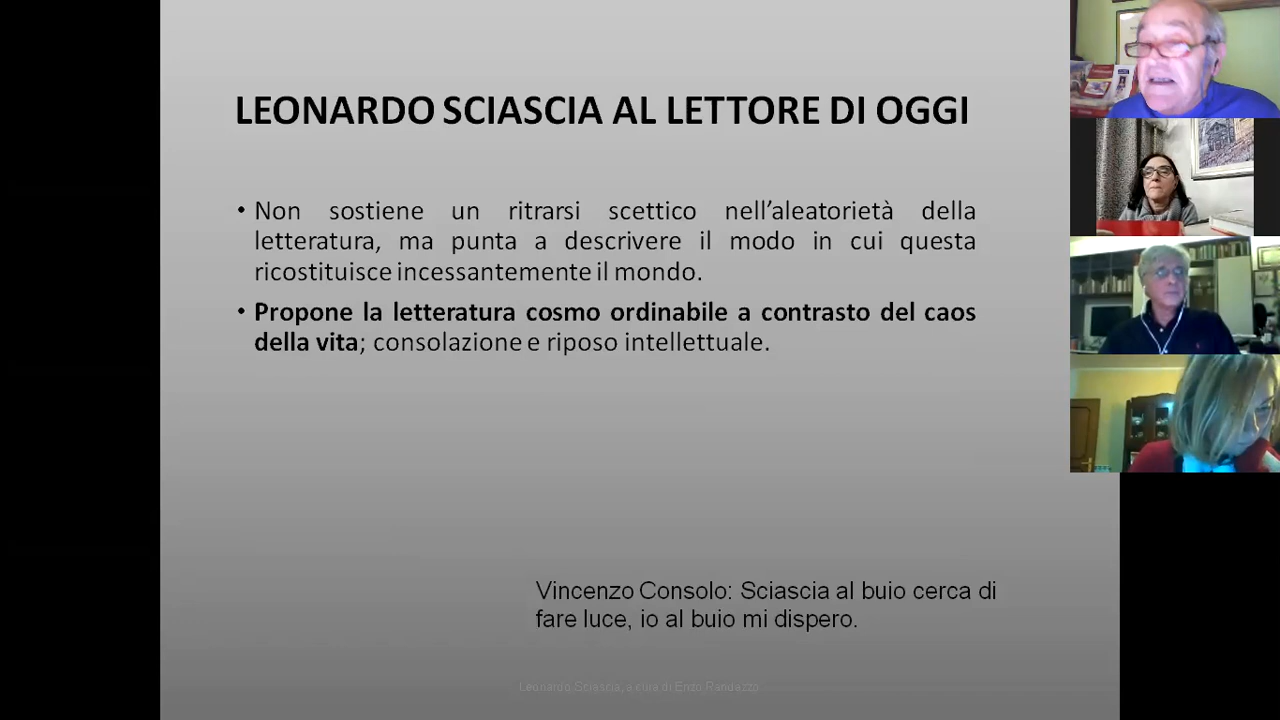 LEONARDO SCIASCIA AL LETTORE DI OGGI
• Non sostiene un ritrarsi scettico nell’aleatorietà della
letteratura, ma punta a descrivere il modo in cui questa
ricostituisce incessantemente il mondo.
• Propone la letteratura cosmo ordinabile a contrasto del caos
della vita; consolazione e riposo intellettuale.
Vincenzo Consolo: Sciascia al buio cerca di
fare luce, io al buio mi dispero.
Leonardo Sciascia, a cura di Enzo Randazzo